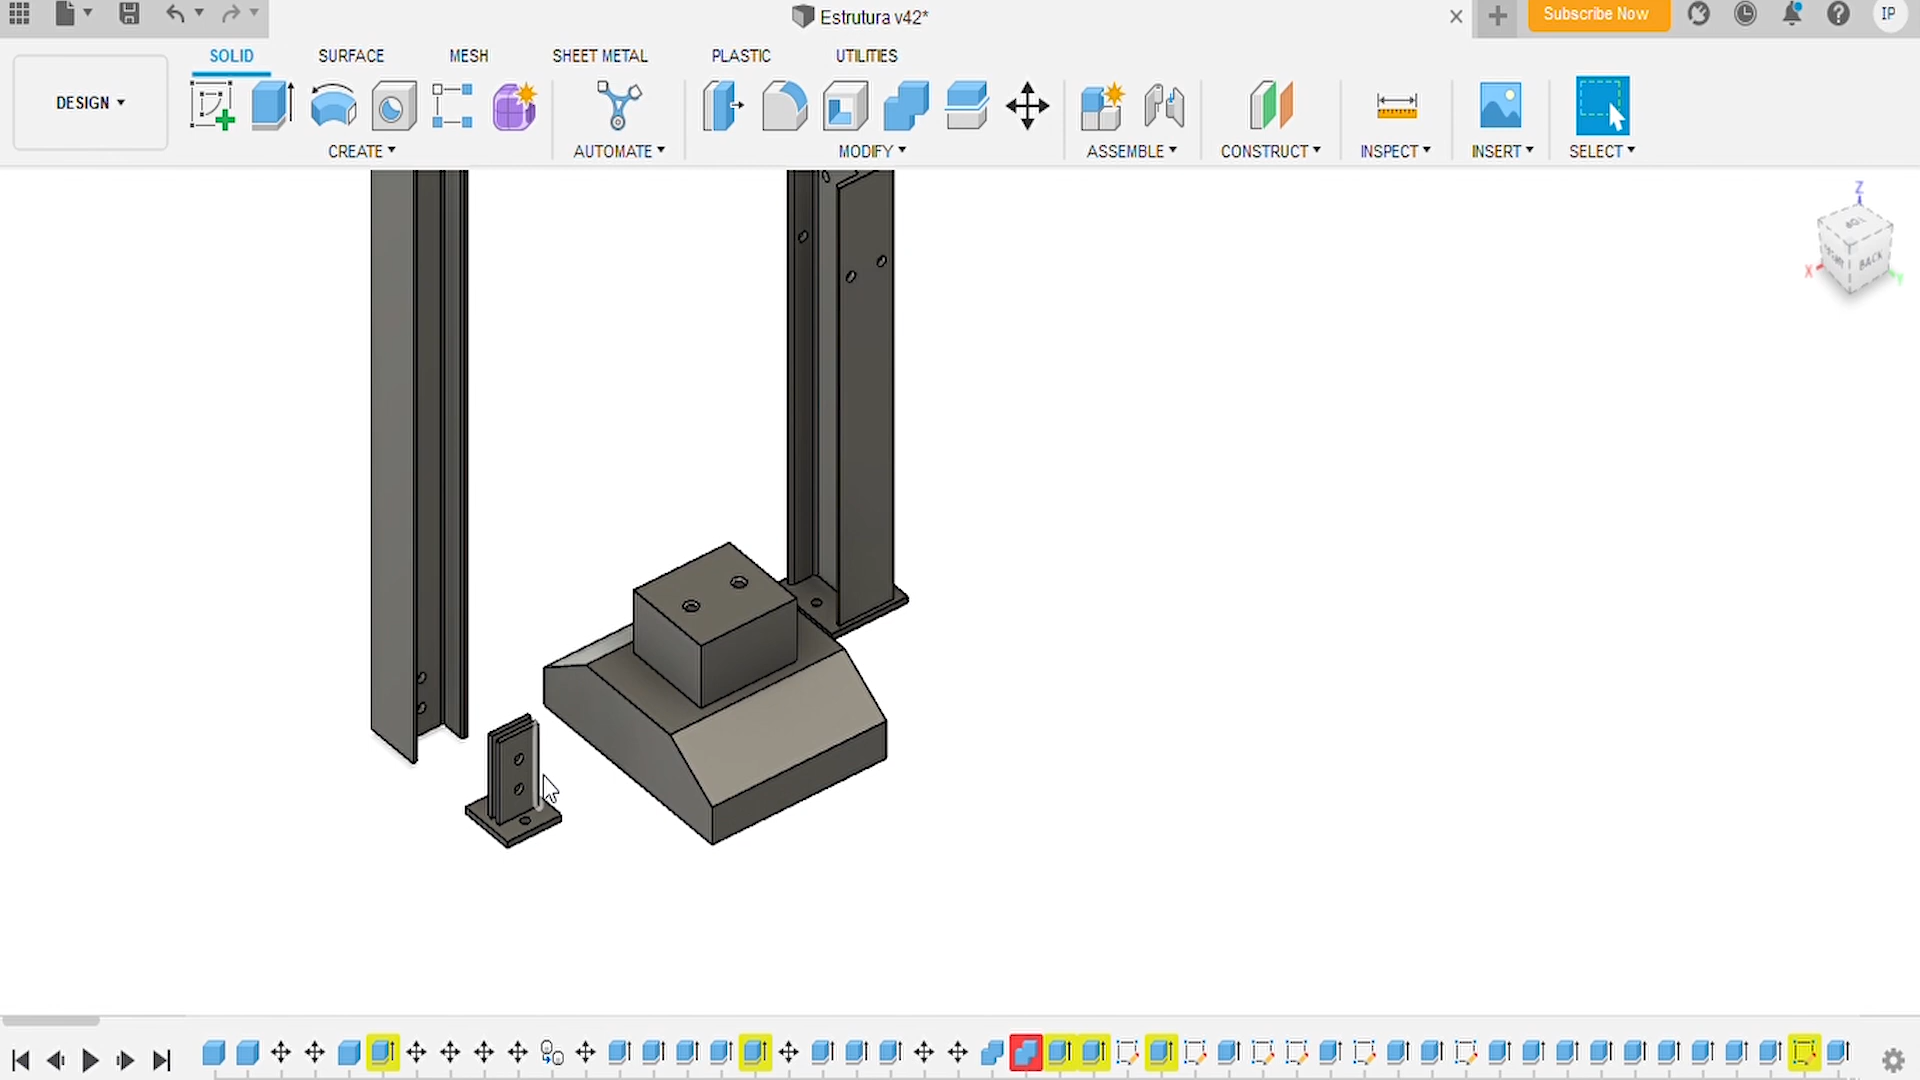 Estrutura v42*
Subscribe Now
IP
SOLID
SURFACE
MESH
SHEET METAL
PLASTIC
UTILITIES
DESIGN
CREATE
AUTOMATE
MODIFY
ASSEMBLE
CONSTRUCT
INSPECT
INSERT
SELECT
Z
TOP
BACK
X
Y